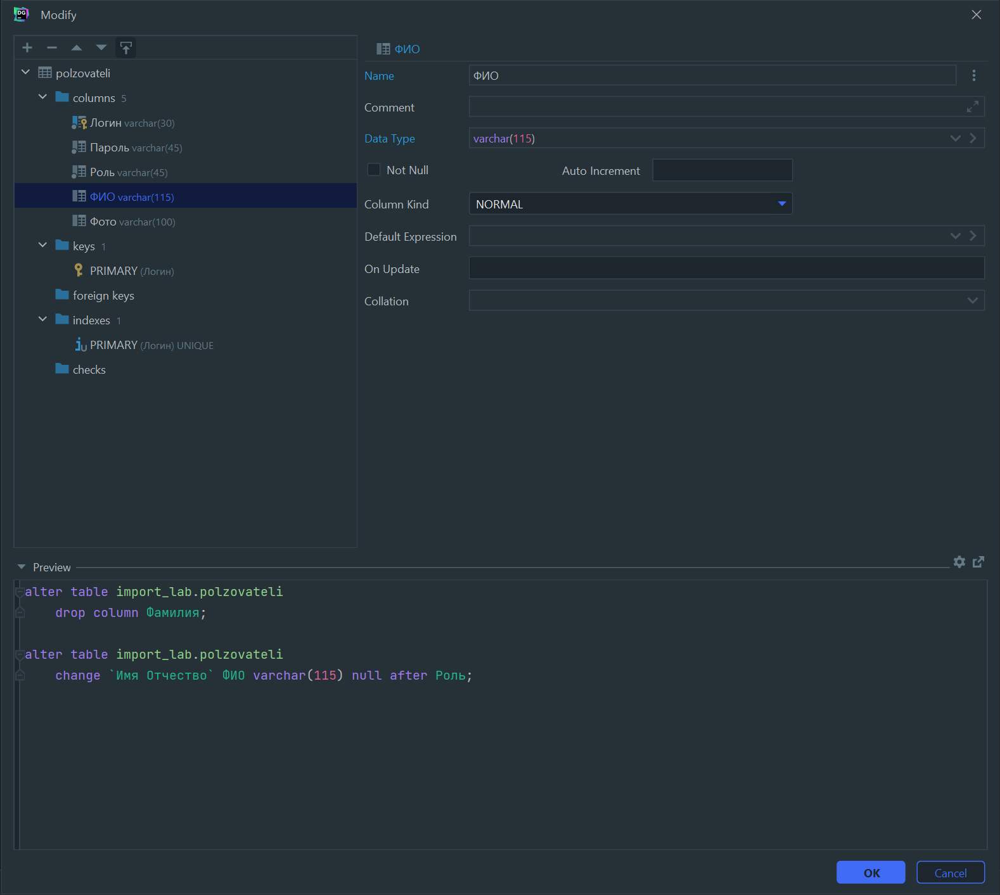 DG
Modify
polzovateli
columns 5
Логин varchar(30)
Пароль varchar(45)
Роль varchar(45)
ФИО varchar(115)
Фото varchar(100)
keys 1
PRIMARY (Логин)
foreign keys
indexes 1
PRIMARY (Логин) UNIQUE
checks
ФИО
Name ФИО
Comment
Data Type varchar(115)
Not Null Auto Increment
Column Kind NORMAL
Default Expression
On Update
Collation
Preview
alter table import_lab.polzovateli
drop column Фамилия;
alter table import_lab.polzovateli
change `Имя Отчество` ФИО varchar(115) null after Роль;
OK Cancel